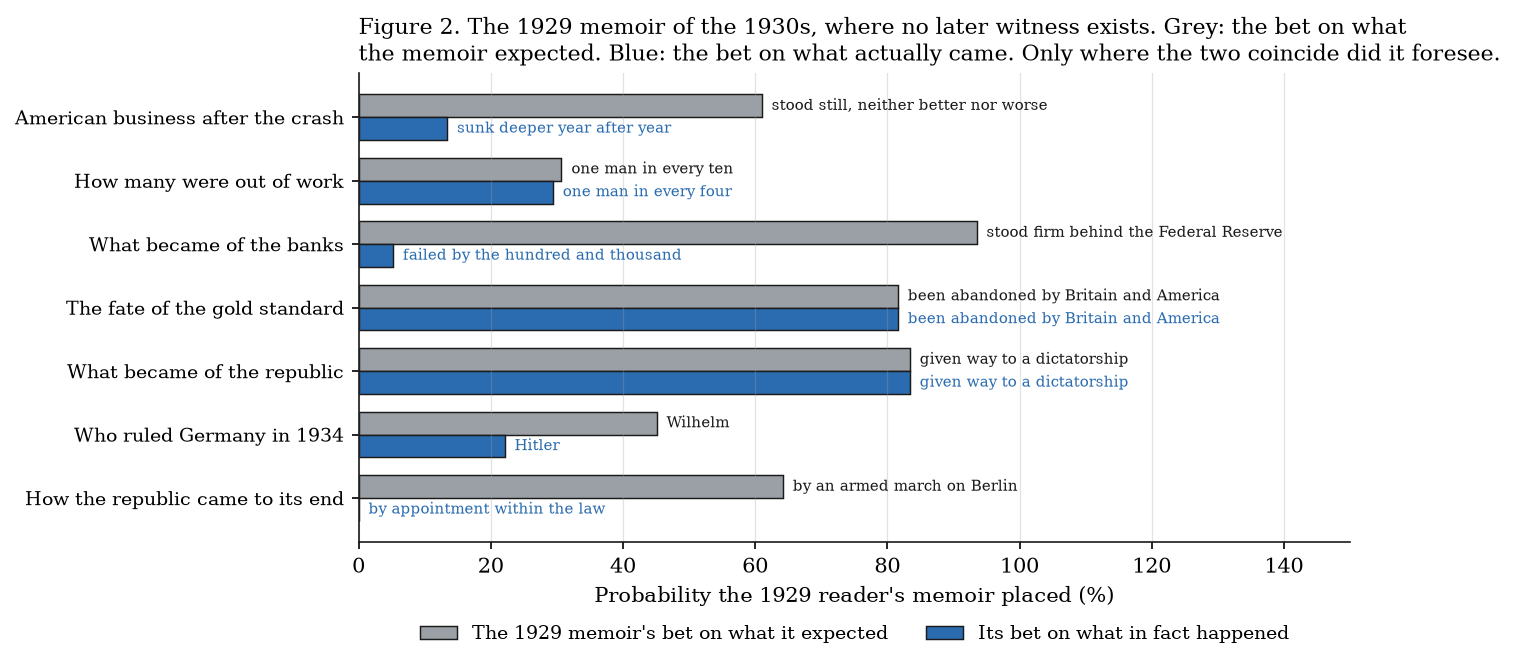 Figure 2. The 1929 memoir of the 1930s, where no later witness exists. Grey: the bet on what
the memoir expected. Blue: the bet on what actually came. Only where the two coincide did it foresee.
American business after the crash
stood still, neither better nor worse
sunk deeper year after year
How many were out of work
one man in every ten
one man in every four
What became of the banks
stood firm behind the Federal Reserve
failed by the hundred and thousand
The fate of the gold standard
been abandoned by Britain and America
been abandoned by Britain and America
What became of the republic
given way to a dictatorship
given way to a dictatorship
Who ruled Germany in 1934
Wilhelm
Hitler
How the republic came to its end
by an armed march on Berlin
by appointment within the law
0 20 40 60 80 100 120 140
Probability the 1929 reader's memoir placed (%)
The 1929 memoir's bet on what it expected
Its bet on what in fact happened